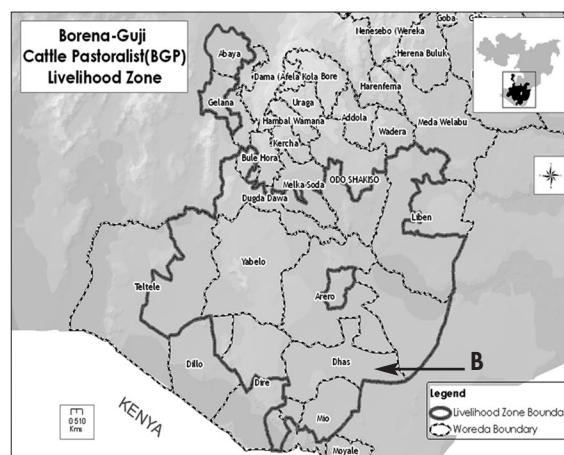 Borena-Guji
Cattle Pastoralist(BGP)
Livelihood Zone
Nenesebo (Wereka
Goba
Herena Buluk
Abaya
Dama (Afela Kola Bore
Harenfema
Gelana
Uraga
Hambal Wamana
Addola
Meda Welabu
Wadera
Kercha
Bule Hora
Melka Soda
ODO SHAKISO
Dugda Dawa
Liben
Yabelo
Teltele
Arero
Dhas
B
Dillo
Dire
Mio
KENYA
Moyale
0 510
Kms
Legend
Livelihood Zone Bounda
Woreda Boundary